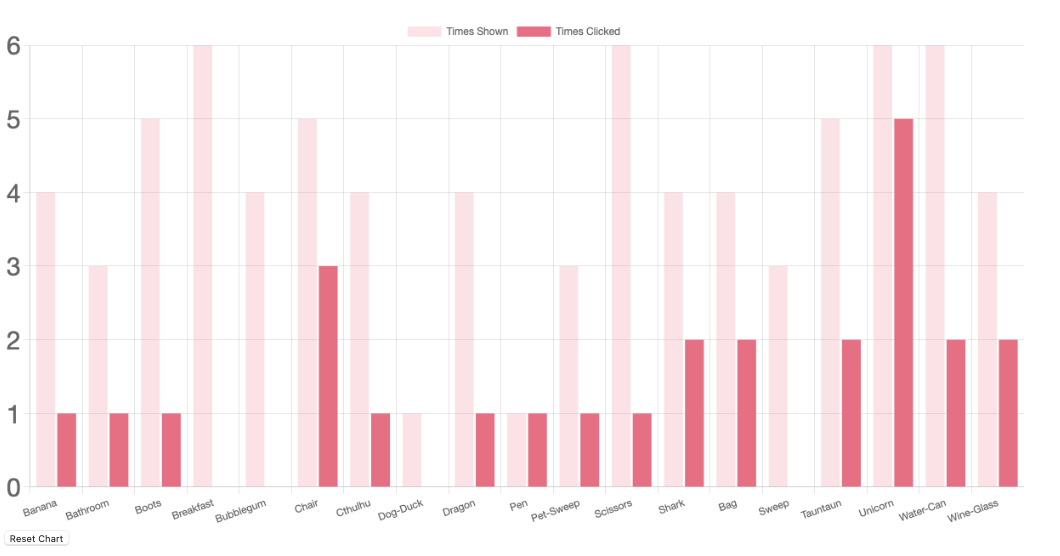 Times Shown Times Clicked
6
5
4
3
2
1
0
Banana Bathroom Boots Breakfast Bubblegum Chair Cthulhu Dog-Duck Dragon Pen Pet-Sweep Scissors Shark Bag Sweep Tauntaun Unicorn Water-Can Wine-Glass
Reset Chart